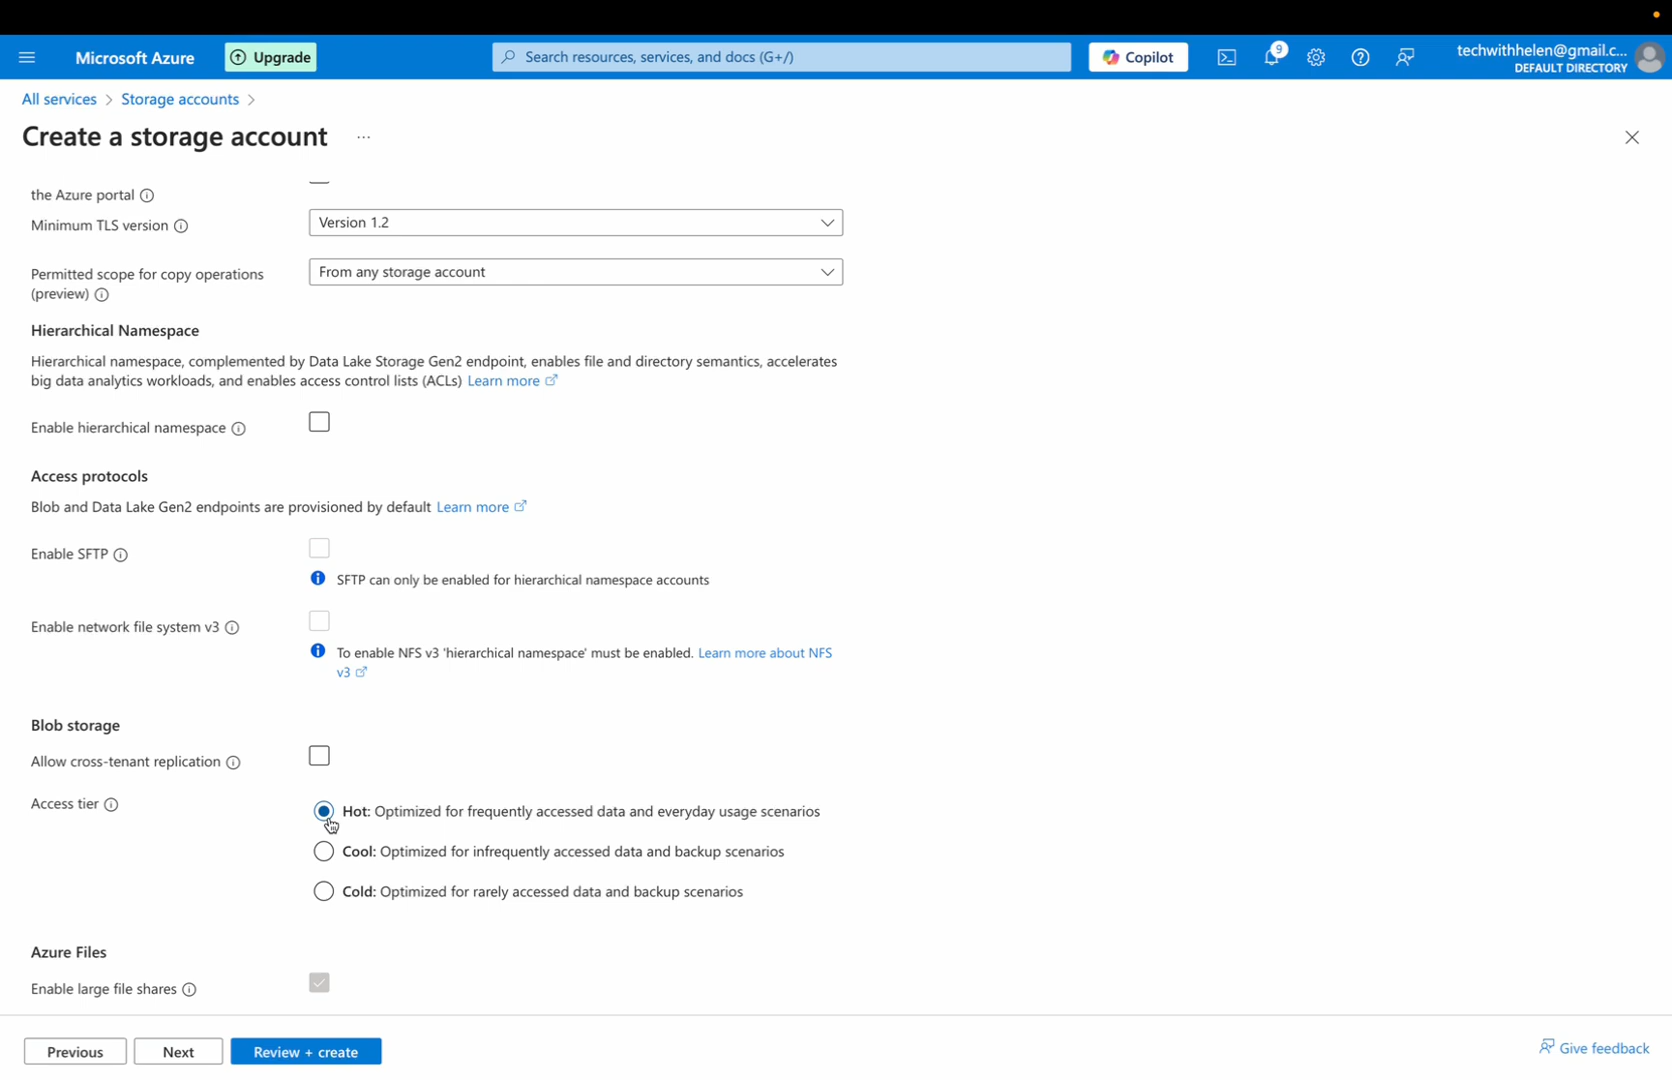 Microsoft Azure
Upgrade
Search resources, services, and docs (G+/)
Copilot
9
techwithhelen@gmail.c...
DEFAULT DIRECTORY
All services > Storage accounts >
Create a storage account ...
the Azure portal
Minimum TLS version
Version 1.2
Permitted scope for copy operations
(preview)
From any storage account
Hierarchical Namespace
Hierarchical namespace, complemented by Data Lake Storage Gen2 endpoint, enables file and directory semantics, accelerates
big data analytics workloads, and enables access control lists (ACLs) Learn more
Enable hierarchical namespace
Access protocols
Blob and Data Lake Gen2 endpoints are provisioned by default Learn more
Enable SFTP
SFTP can only be enabled for hierarchical namespace accounts
Enable network file system v3
To enable NFS v3 'hierarchical namespace' must be enabled. Learn more about NFS
v3
Blob storage
Allow cross-tenant replication
Access tier
Hot: Optimized for frequently accessed data and everyday usage scenarios
Cool: Optimized for infrequently accessed data and backup scenarios
Cold: Optimized for rarely accessed data and backup scenarios
Azure Files
Enable large file shares
Previous
Next
Review + create
Give feedback